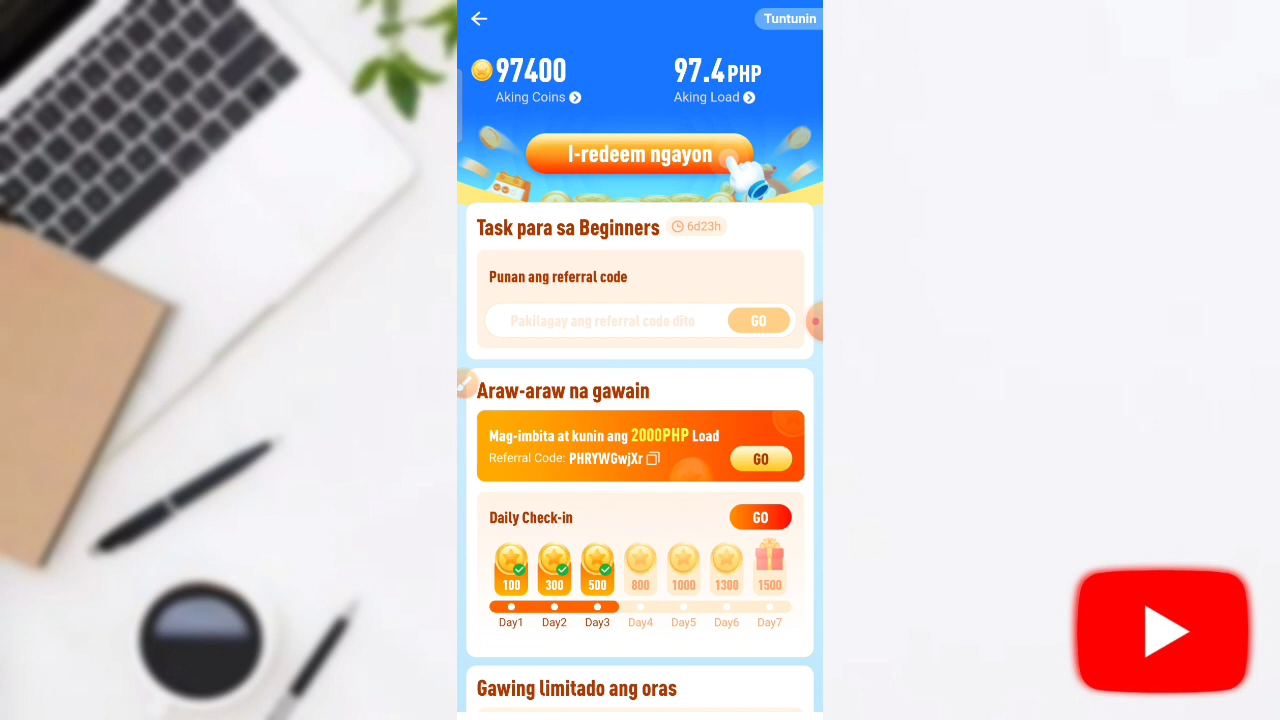 Tuntunin
97400
97.4 PHP
Aking Coins
Aking Load
I-redeem ngayon
Task para sa Beginners
6d23h
Punan ang referral code
Pakilagay ang referral code dito
GO
Araw-araw na gawain
Mag-imbita at kunin ang 2000PHP Load
Referral Code: PHRYWGwjXr
GO
Daily Check-in
GO
100 300 500 800 1000 1300 1500
Day1 Day2 Day3 Day4 Day5 Day6 Day7
Gawing limitado ang oras